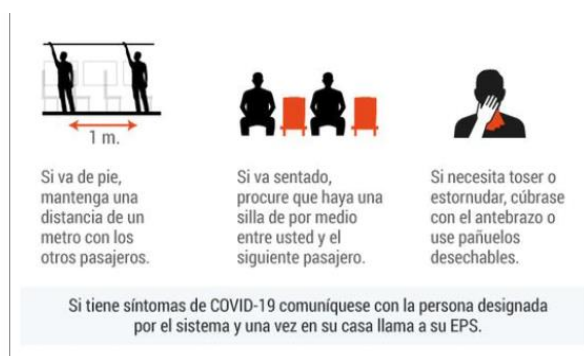 1 m.
Si va de pie,
mantenga una
distancia de un
metro con los
otros pasajeros.
Si va sentado,
procure que haya una
silla de por medio
entre usted y el
siguiente pasajero.
Si necesita toser o
estornudar, cúbrase
con el antebrazo o
use pañuelos
desechables.
Si tiene síntomas de COVID-19 comuníquese con la persona designada
por el sistema y una vez en su casa llama a su EPS.